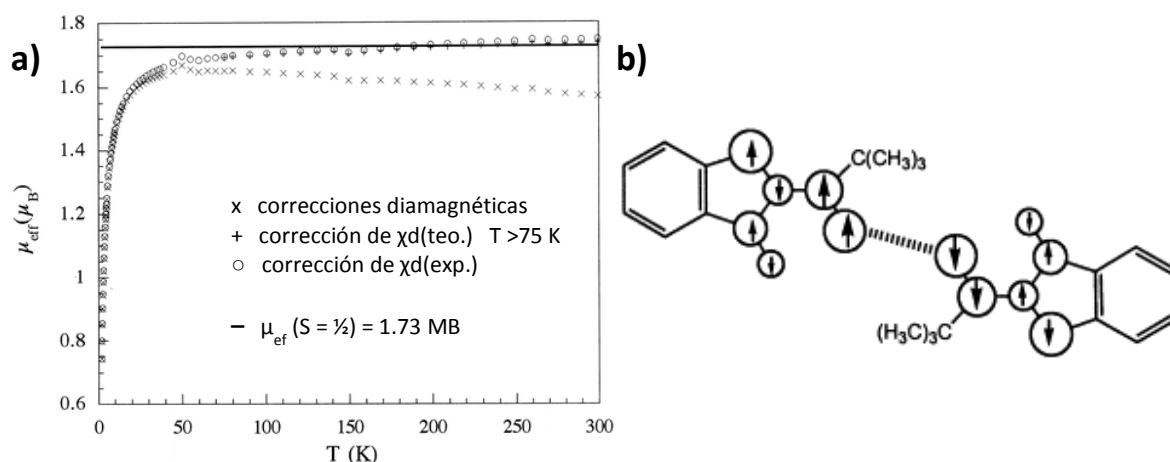 a)
b)
1.8
1.6
1.4
1.2
1
0.8
0.6
μeff(μB)
x correcciones diamagnéticas
+ corrección de χd(teo.) T >75 K
○ corrección de χd(exp.)
− μef (S = ½) = 1.73 MB
0 50 100 150 200 250 300
T (K)
C(CH₃)₃
(H₃C)₃C